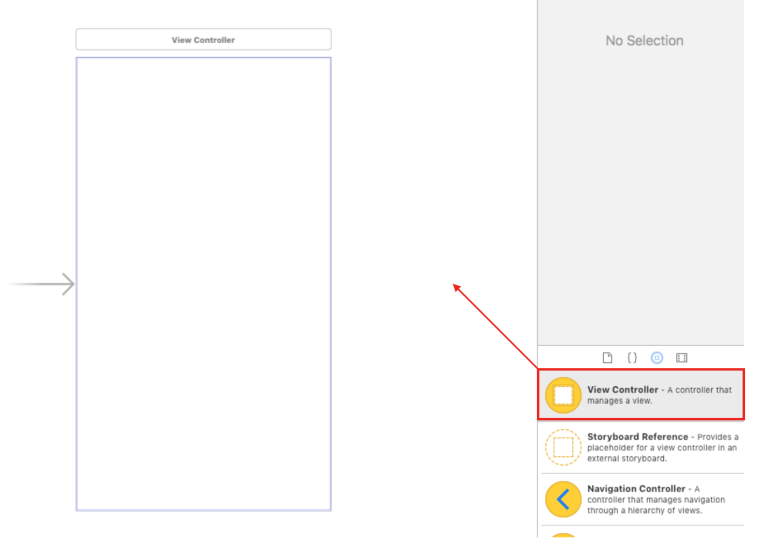 View Controller
No Selection
{}
View Controller - A controller that
manages a view.
Storyboard Reference - Provides a
placeholder for a view controller in an
external storyboard.
Navigation Controller - A
controller that manages navigation
through a hierarchy of views.